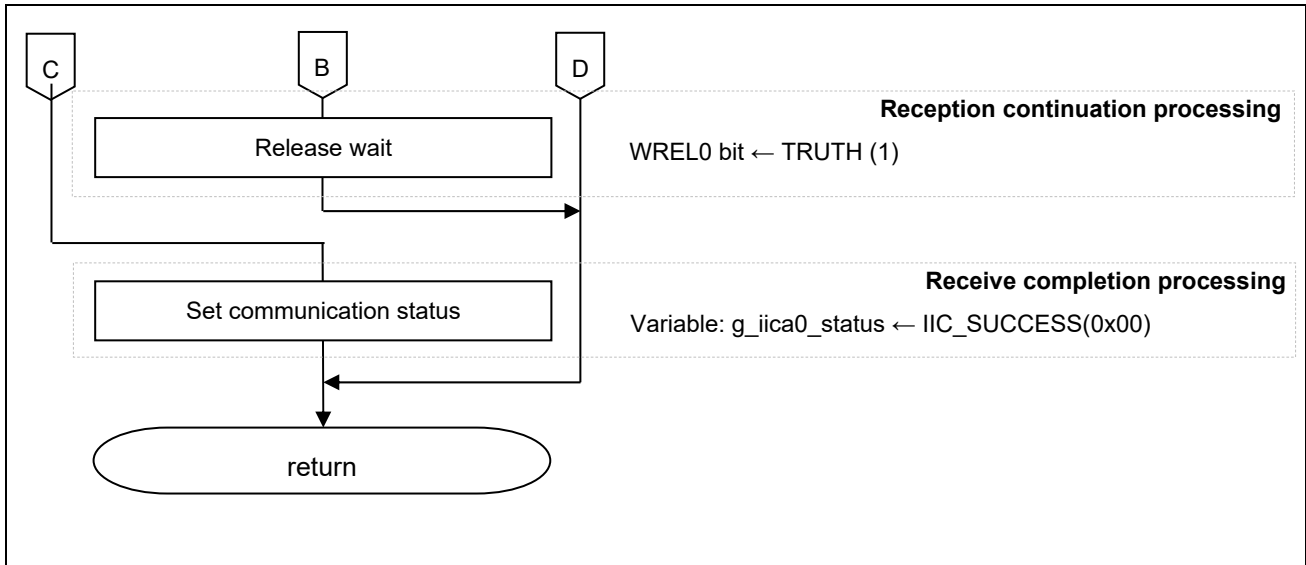 C
B
D
Reception continuation processing
Release wait
WREL0 bit ← TRUTH (1)
Receive completion processing
Set communication status
Variable: g_iica0_status ← IIC_SUCCESS(0x00)
return